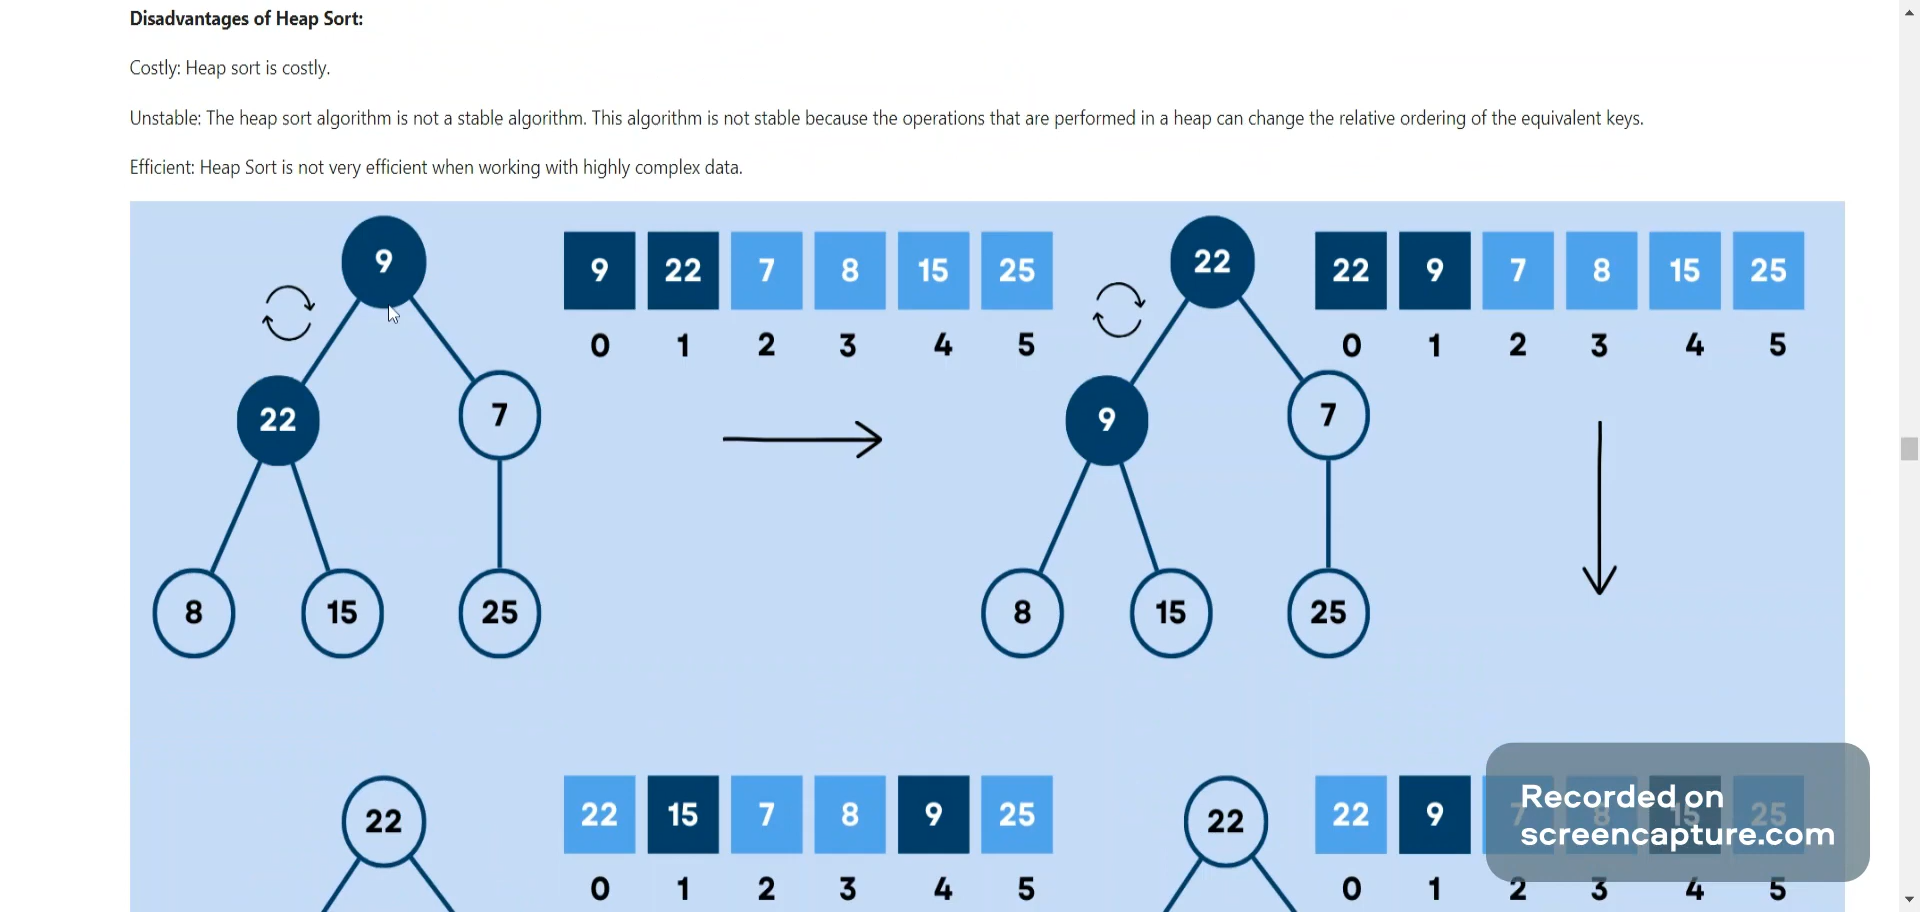 Disadvantages of Heap Sort:
Costly: Heap sort is costly.
Unstable: The heap sort algorithm is not a stable algorithm. This algorithm is not stable because the operations that are performed in a heap can change the relative ordering of the equivalent keys.
Efficient: Heap Sort is not very efficient when working with highly complex data.
9
9 22 7 8 15 25
0 1 2 3 4 5
22 7
8 15 25
22
22 9 7 8 15 25
0 1 2 3 4 5
9 7
8 15 25
22
22 15 7 8 9 25
0 1 2 3 4 5
22
22 9 7 8 15 25
0 1 2 3 4 5
Recorded on
screencapture.com